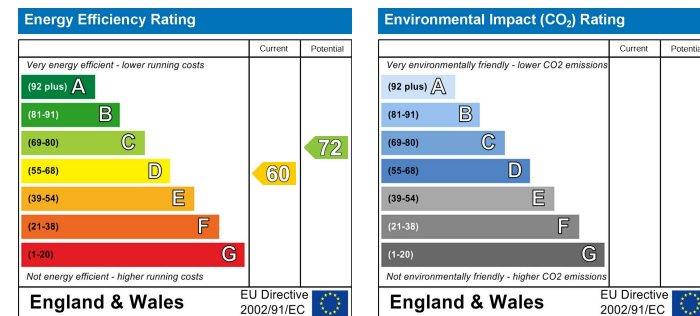 Energy Efficiency Rating
Current Potential
Very energy efficient - lower running costs
(92 plus) A
(81-91) B
(69-80) C
72
(55-68) D
60
(39-54) E
(21-38) F
(1-20) G
Not energy efficient - higher running costs
England & Wales
EU Directive
2002/91/EC
Environmental Impact (CO2) Rating
Current Potentia
Very environmentally friendly - lower CO2 emissions
(92 plus) A
(81-91) B
(69-80) C
(55-68) D
(39-54) E
(21-38) F
(1-20) G
Not environmentally friendly - higher CO2 emissions
England & Wales
EU Directive
2002/91/EC